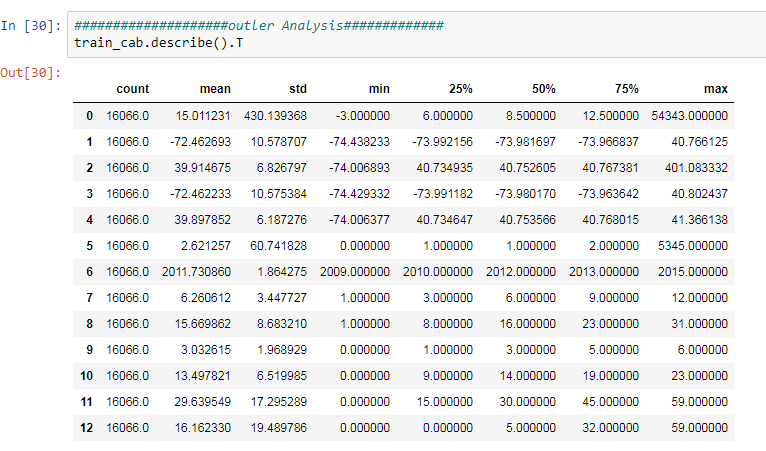 In [30]: ####################outler Analysis#############
train_cab.describe().T
Out[30]:
count mean std min 25% 50% 75% max
0 16066.0 15.011231 430.139368 -3.000000 6.000000 8.500000 12.500000 54343.000000
1 16066.0 -72.462693 10.578707 -74.438233 -73.992156 -73.981697 -73.966837 40.766125
2 16066.0 39.914675 6.826797 -74.006893 40.734935 40.752605 40.767381 401.083332
3 16066.0 -72.462233 10.575384 -74.429332 -73.991182 -73.980170 -73.963642 40.802437
4 16066.0 39.897852 6.187276 -74.006377 40.734647 40.753566 40.768015 41.366138
5 16066.0 2.621257 60.741828 0.000000 1.000000 1.000000 2.000000 5345.000000
6 16066.0 2011.730860 1.864275 2009.000000 2010.000000 2012.000000 2013.000000 2015.000000
7 16066.0 6.260612 3.447727 1.000000 3.000000 6.000000 9.000000 12.000000
8 16066.0 15.669862 8.683210 1.000000 8.000000 16.000000 23.000000 31.000000
9 16066.0 3.032615 1.968929 0.000000 1.000000 3.000000 5.000000 6.000000
10 16066.0 13.497821 6.519985 0.000000 9.000000 14.000000 19.000000 23.000000
11 16066.0 29.639549 17.295289 0.000000 15.000000 30.000000 45.000000 59.000000
12 16066.0 16.162330 19.489786 0.000000 0.000000 5.000000 32.000000 59.000000